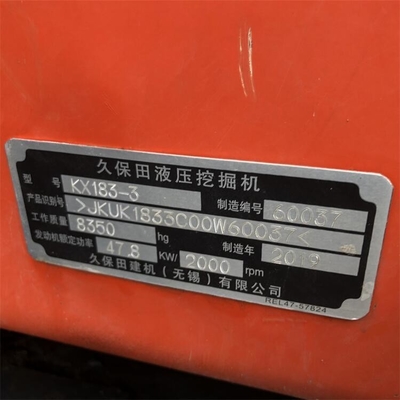 久保田液压挖掘机
型 号 KX183-3
产品识别号 制造编号 60037
>JKUK1833C00W60037<
工作质量 8350 hg 制造年 2019
发动机额定功率 47.8 KW/ 2000 rpm
久保田建机(无锡)有限公司
REL47-57824